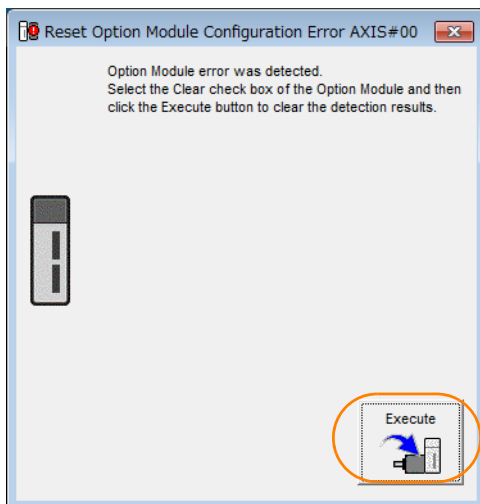 Reset Option Module Configuration Error AXIS#00
Option Module error was detected.
Select the Clear check box of the Option Module and then
click the Execute button to clear the detection results.
Execute